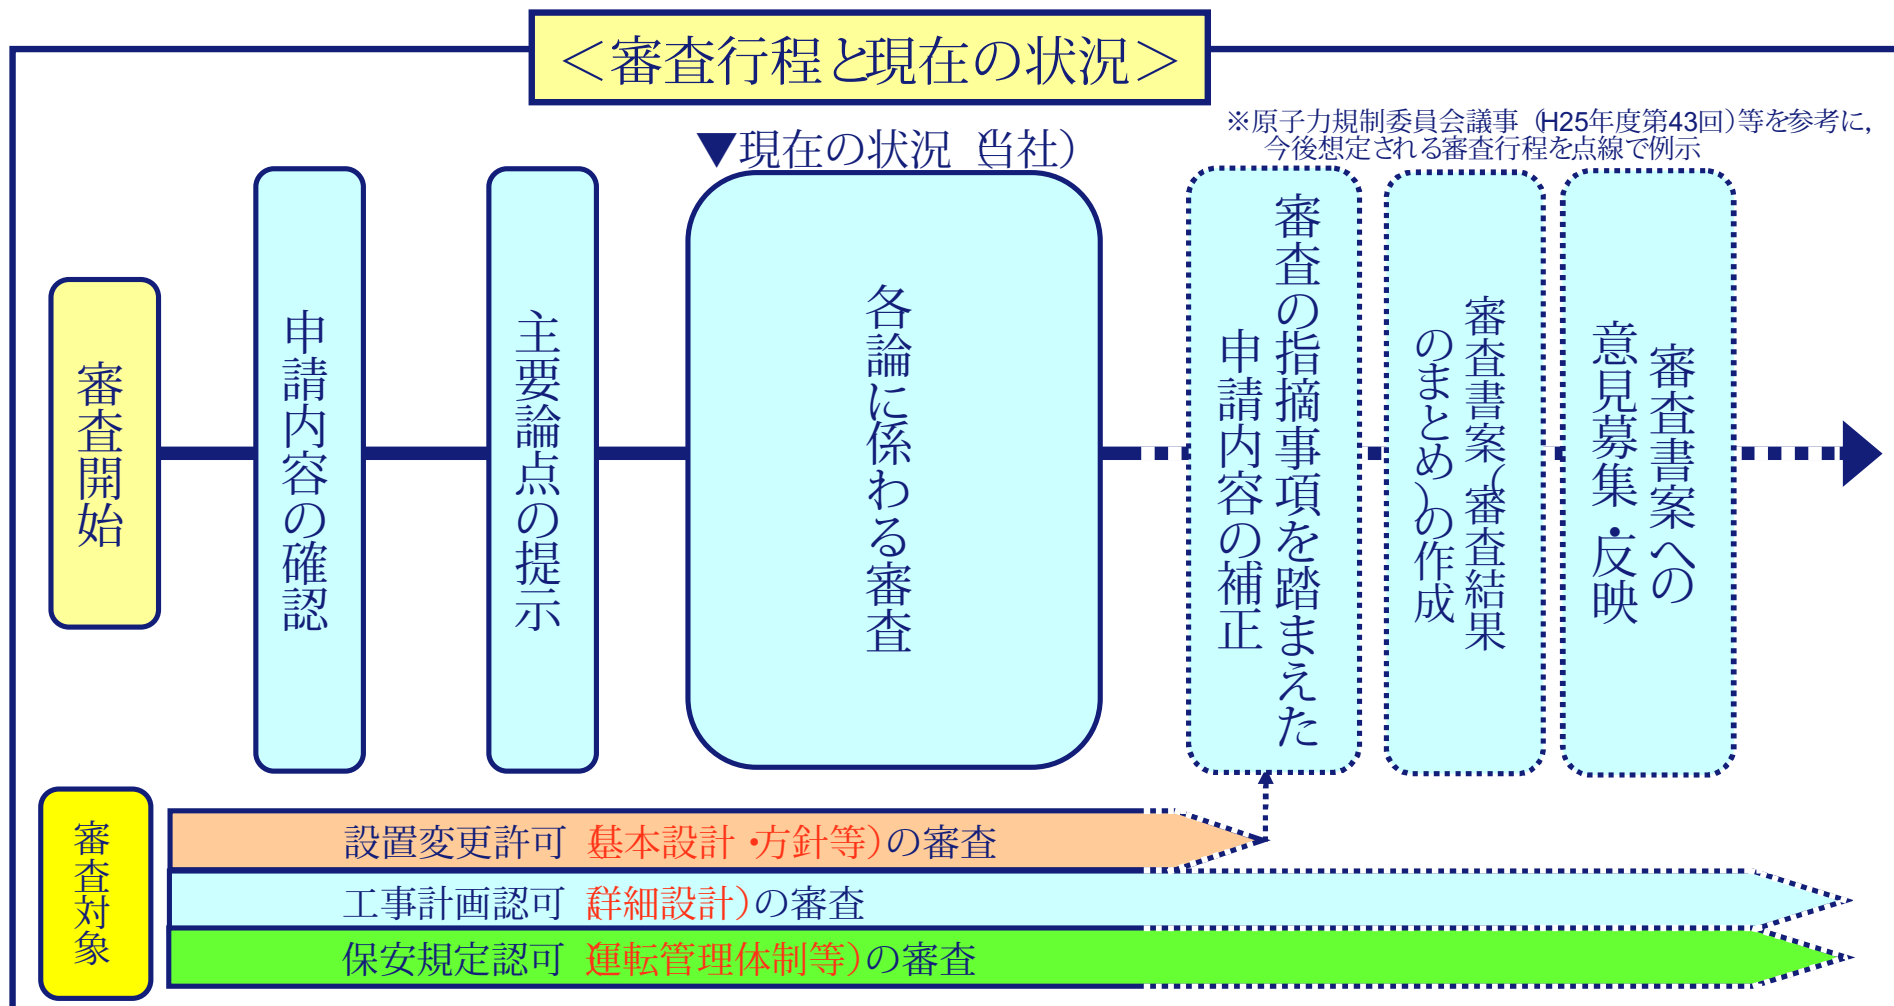 ＜審査行程と現在の状況＞
▼現在の状況（当社）
※原子力規制委員会議事（H25年度第43回）等を参考に，
今後想定される審査行程を点線で例示
審査開始
申請内容の確認
主要論点の提示
各論に係わる審査
審査の指摘事項を踏まえた
申請内容の補正
審査書案（審査結果
のまとめ）の作成
審査書案への
意見募集・反映
審査対象
設置変更許可（基本設計・方針等）の審査
工事計画認可（詳細設計）の審査
保安規定認可（運転管理体制等）の審査